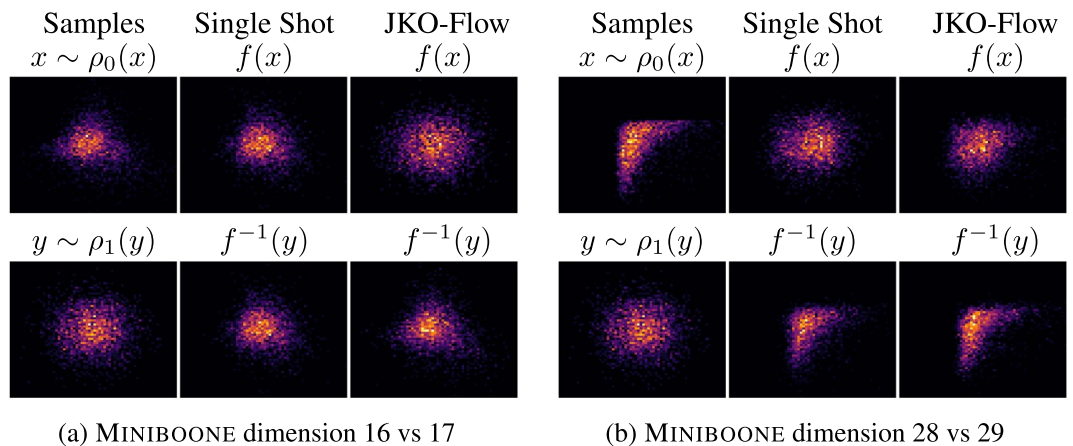 Samples Single Shot JKO-Flow
x ∼ ρ₀(x) f(x) f(x)
y ∼ ρ₁(y) f⁻¹(y) f⁻¹(y)
(a) MINIBOONE dimension 16 vs 17
Samples Single Shot JKO-Flow
x ∼ ρ₀(x) f(x) f(x)
y ∼ ρ₁(y) f⁻¹(y) f⁻¹(y)
(b) MINIBOONE dimension 28 vs 29